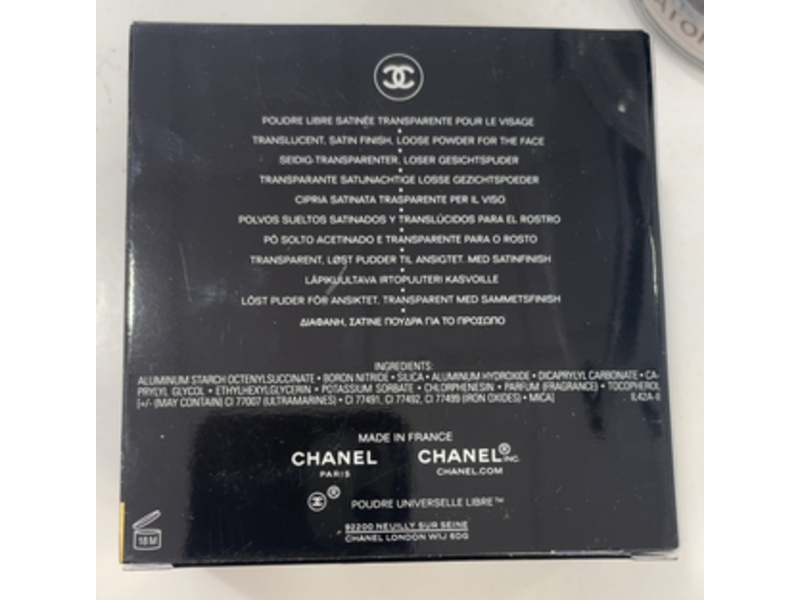 POUDRE LIBRE SATINÉE TRANSPARENTE POUR LE VISAGE
TRANSLUCENT, SATIN FINISH, LOOSE POWDER FOR THE FACE
SEIDIG-TRANSPARENTER, LOSER GESICHTSPUDER
TRANSPARANTE SATIJNACHTIGE LOSSE GEZICHTSPOEDER
CIPRIA SATINATA TRASPARENTE PER IL VISO
POLVOS SUELTOS SATINADOS Y TRANSLÚCIDOS PARA EL ROSTRO
PÓ SOLTO ACETINADO E TRANSPARENTE PARA O ROSTO
TRANSPARENT, LØST PUDDER TIL ANSIGTET, MED SATINFINISH
LÄPIKUULTAVA IRTOPUUTERI KASVOILLE
LÖST PUDER FÖR ANSIKTET, TRANSPARENT MED SAMMETSFINISH
ΔΙΑΦΑΝΗ, ΣΑΤΙΝΕ ΠΟΥΔΡΑ ΓΙΑ ΤΟ ΠΡΟΣΩΠΟ
INGREDIENTS:
ALUMINUM STARCH OCTENYLSUCCINATE • BORON NITRIDE • SILICA • ALUMINUM HYDROXIDE • DICAPRYLYL CARBONATE • CA-
PRYLYL GLYCOL • ETHYLHEXYLGLYCERIN • POTASSIUM SORBATE • CHLORPHENESIN • PARFUM (FRAGRANCE) • TOCOPHEROL
[+/- (MAY CONTAIN) CI 77007 (ULTRAMARINES) • CI 77491, CI 77492, CI 77499 (IRON OXIDES) • MICA] IL42A-II
MADE IN FRANCE
CHANEL CHANEL® INC.
PARIS CHANEL.COM
® POUDRE UNIVERSELLE LIBRE™
92200 NEUILLY SUR SEINE
CHANEL LONDON W1J 6DG
18 M